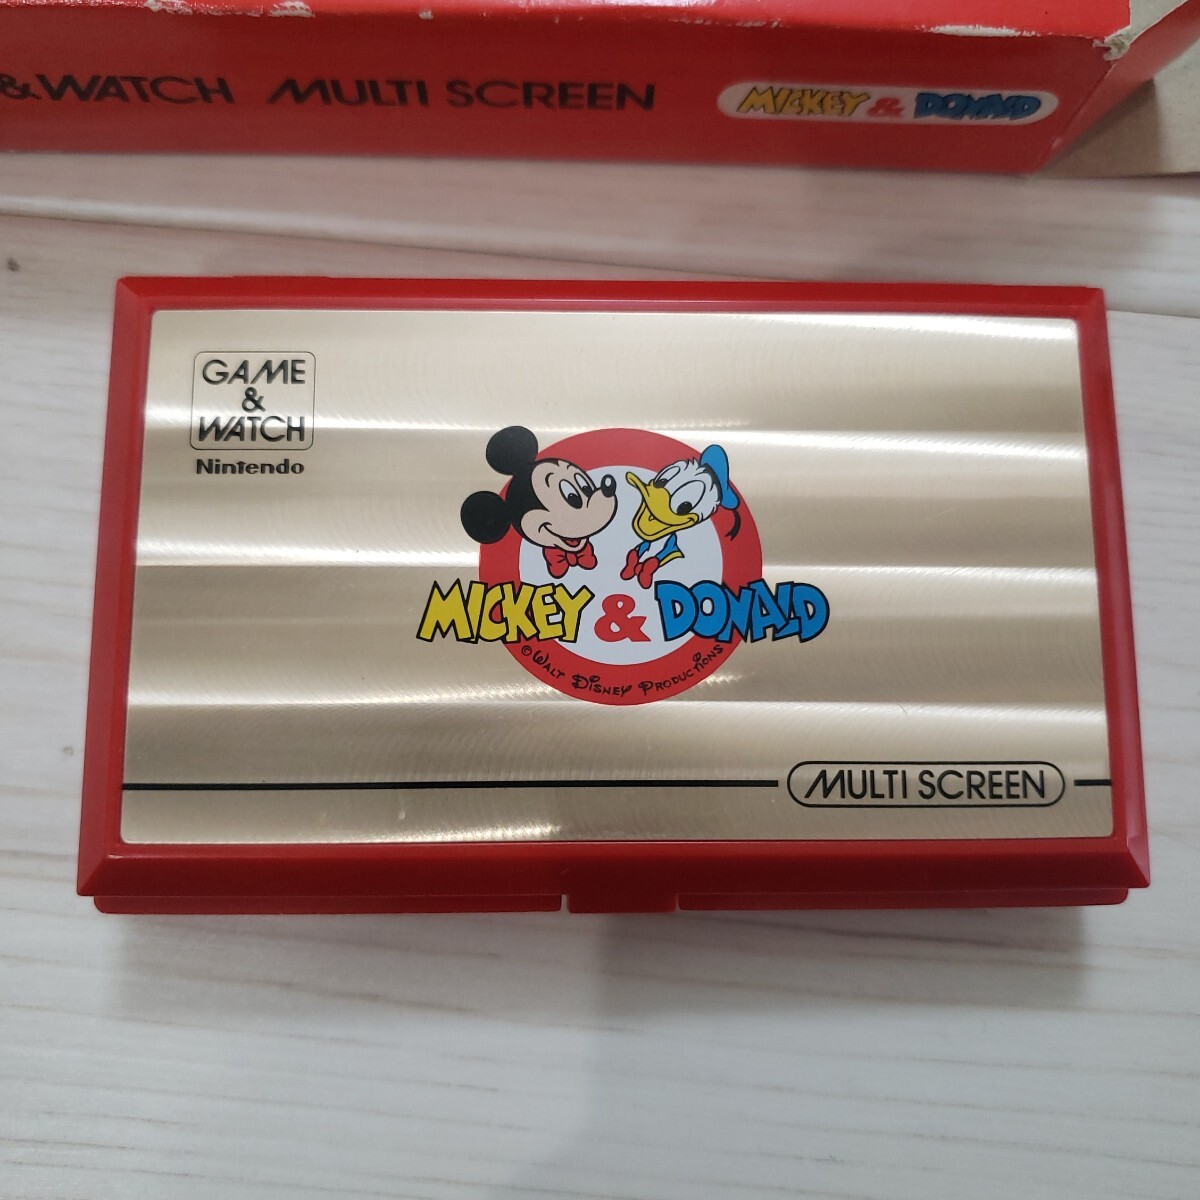 & WATCH MULTI SCREEN MICKEY & DONALD
GAME
&
WATCH
Nintendo
MICKEY & DONALD
© WALT DISNEY PRODUCTIONS
MULTI SCREEN